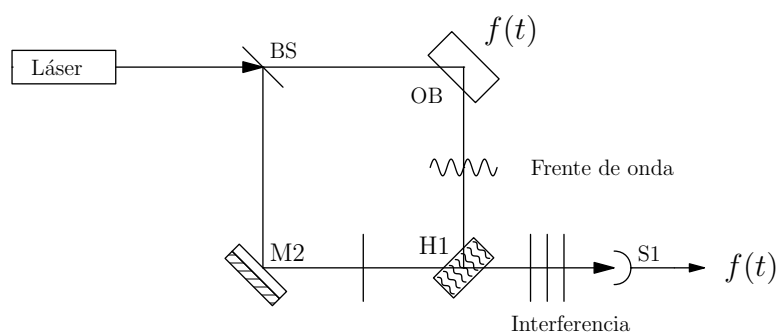 f(t)
BS
Láser
OB
Frente de onda
M2
H1
S1
f(t)
Interferencia